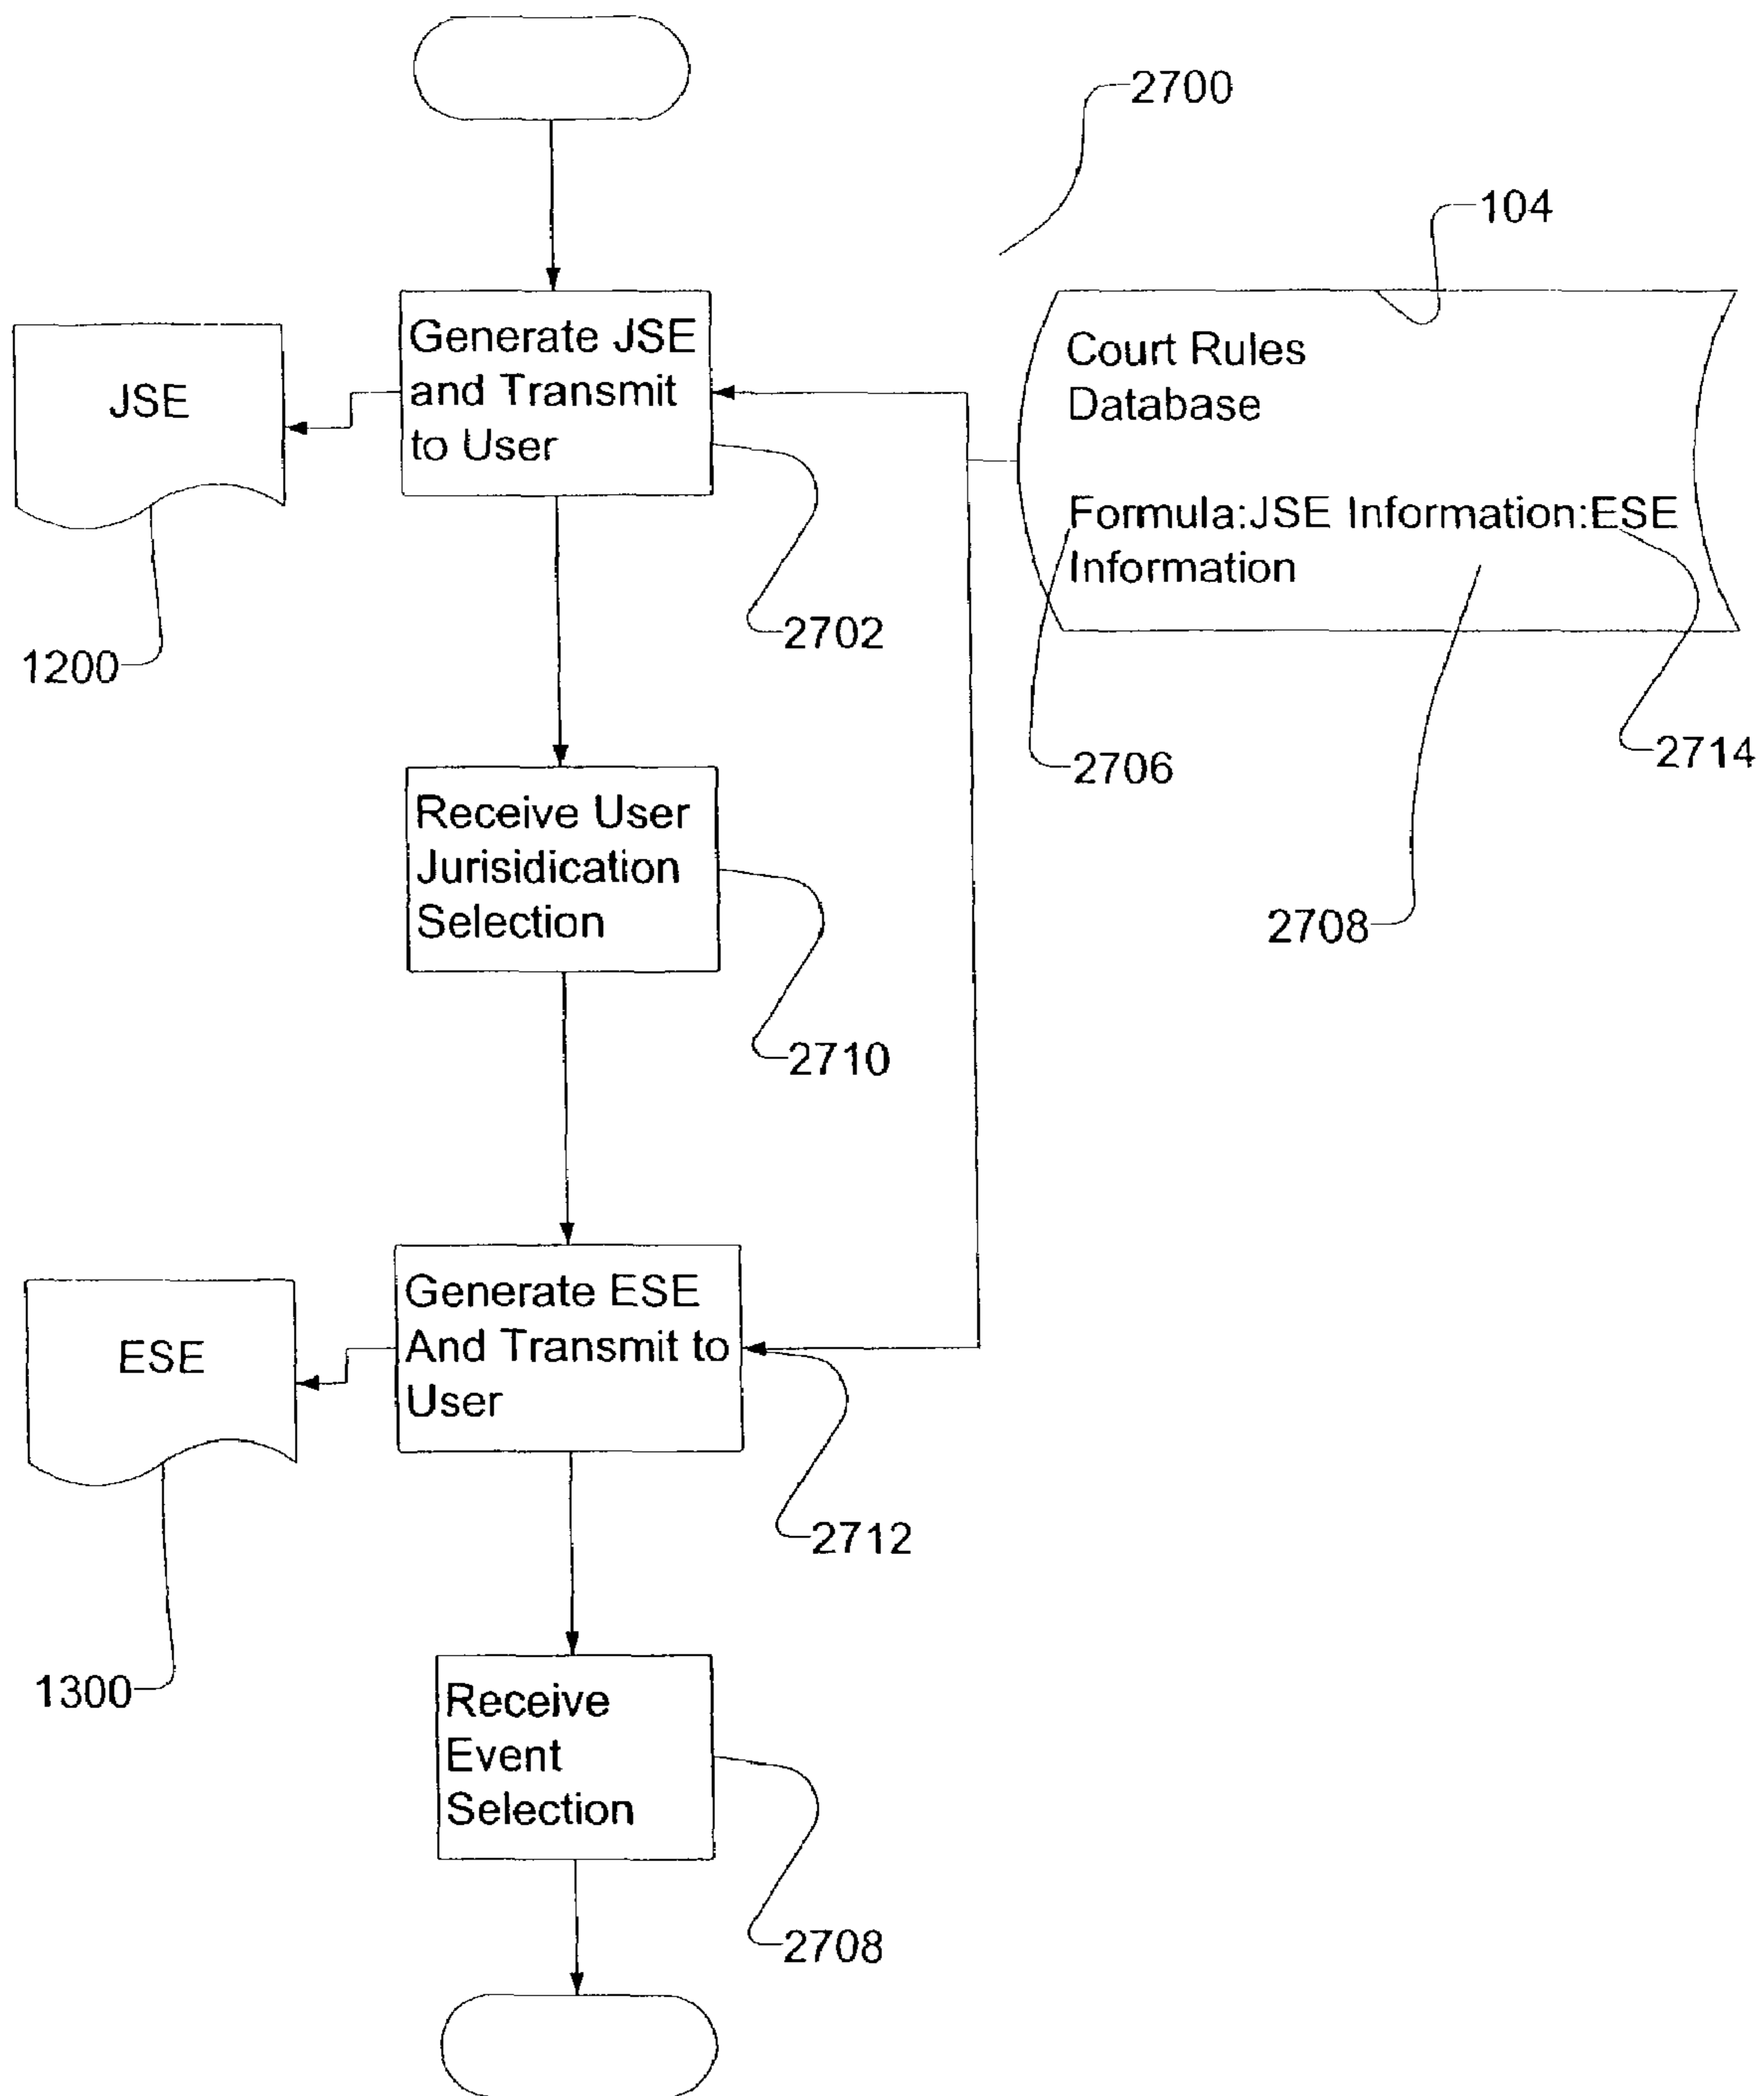 2700
104
Generate JSE
and Transmit
to User
JSE
Court Rules
Database
Formula:JSE Information:ESE
Information
2702
1200
2706
2714
2708
Receive User
Jurisidication
Selection
2710
Generate ESE
And Transmit to
User
ESE
2712
1300
Receive
Event
Selection
2708